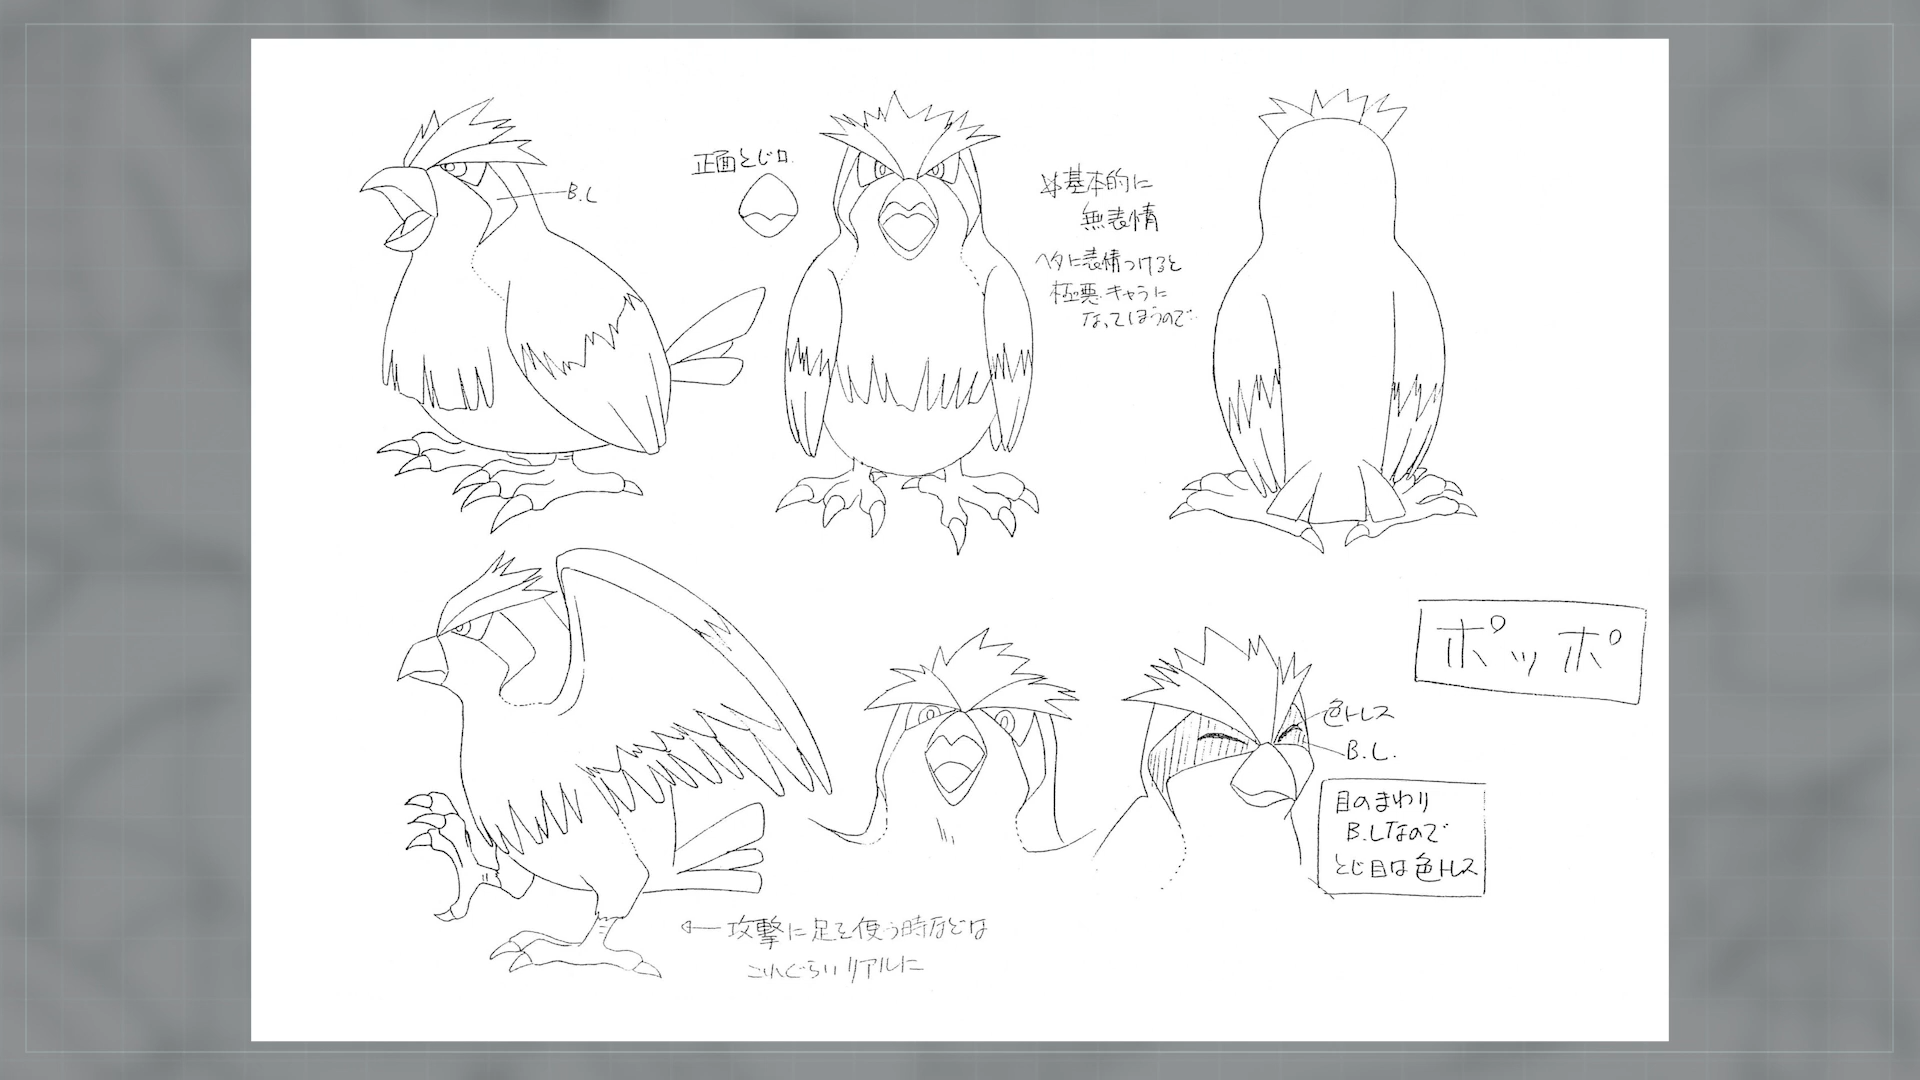 B.L
正面とじ口
※基本的に
無表情
ヘタに表情つけると
極悪キャラに
なってしまうので…
ポッポ
色トレス
B.L.
目のまわり
B.Lなので
とじ目は色トレス
←攻撃に足を使う時などは
これぐらいリアルに